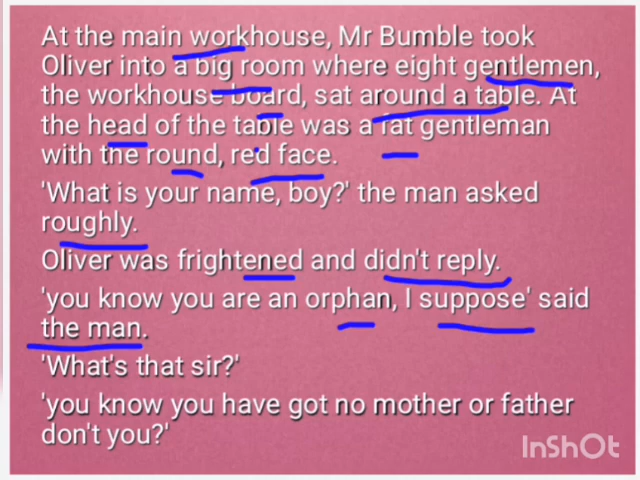 At the main workhouse, Mr Bumble took
Oliver into a big room where eight gentlemen,
the workhouse board, sat around a table. At
the head of the table was a fat gentleman
with the round, red face.
'What is your name, boy?' the man asked
roughly.
Oliver was frightened and didn't reply.
'you know you are an orphan, I suppose' said
the man.
'What's that sir?'
'you know you have got no mother or father
don't you?'
InShOt